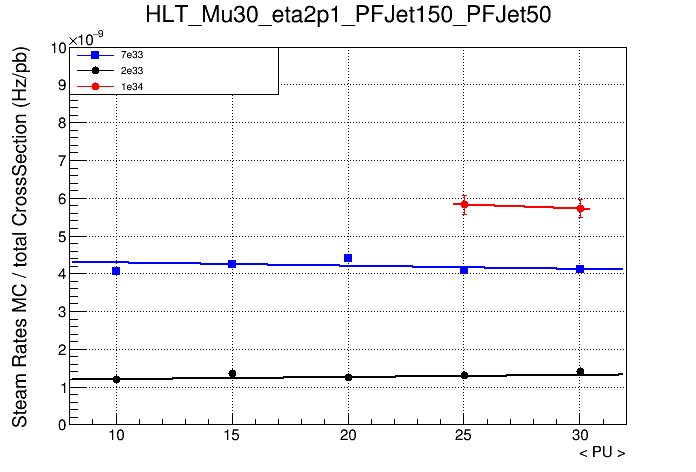 HLT_Mu30_eta2p1_PFJet150_PFJet50
×10⁻⁹
Steam Rates MC / total CrossSection (Hz/pb)
10
9
8
7
6
5
4
3
2
1
0
7e33
2e33
1e34
10 15 20 25 30
< PU >